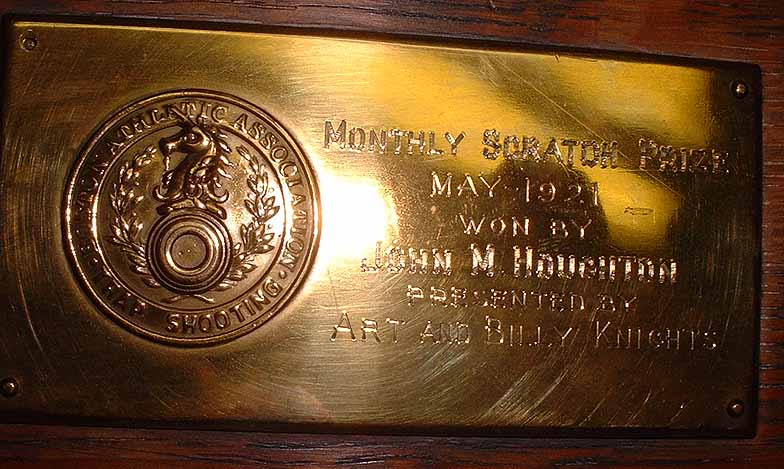 BOSTON ATHLETIC ASSOCIATION
· TRAP SHOOTING ·
MONTHLY SCRATCH PRIZE
MAY 1921
WON BY
JOHN M. HOUGHTON
PRESENTED BY
ART AND BILLY KNIGHTS